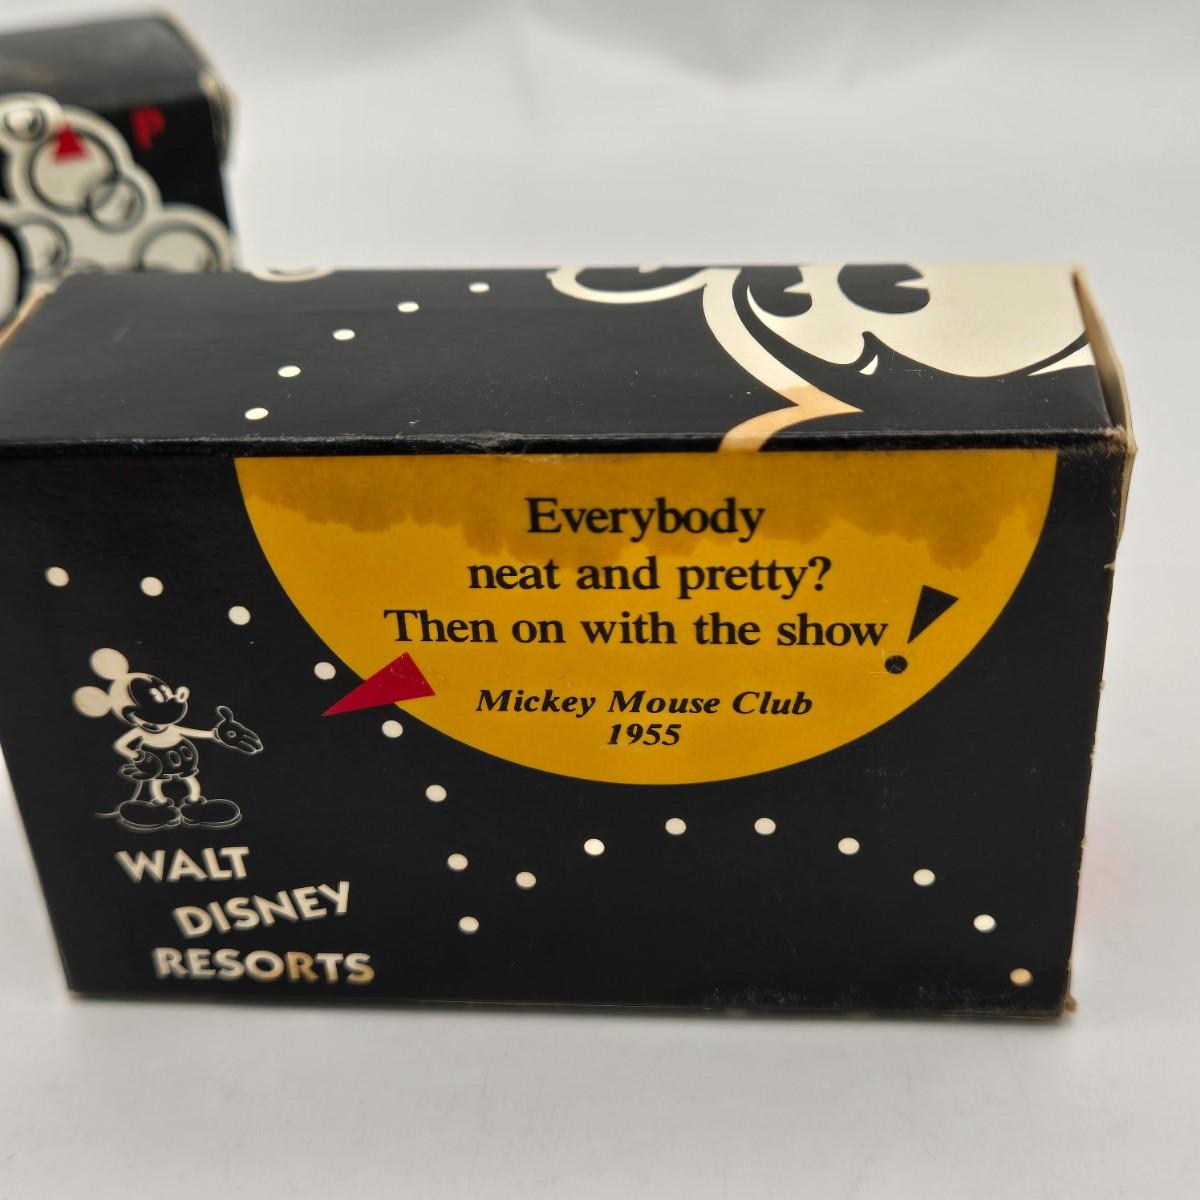 P
Everybody
neat and pretty?
Then on with the show!
Mickey Mouse Club
1955
WALT
DISNEY
RESORTS